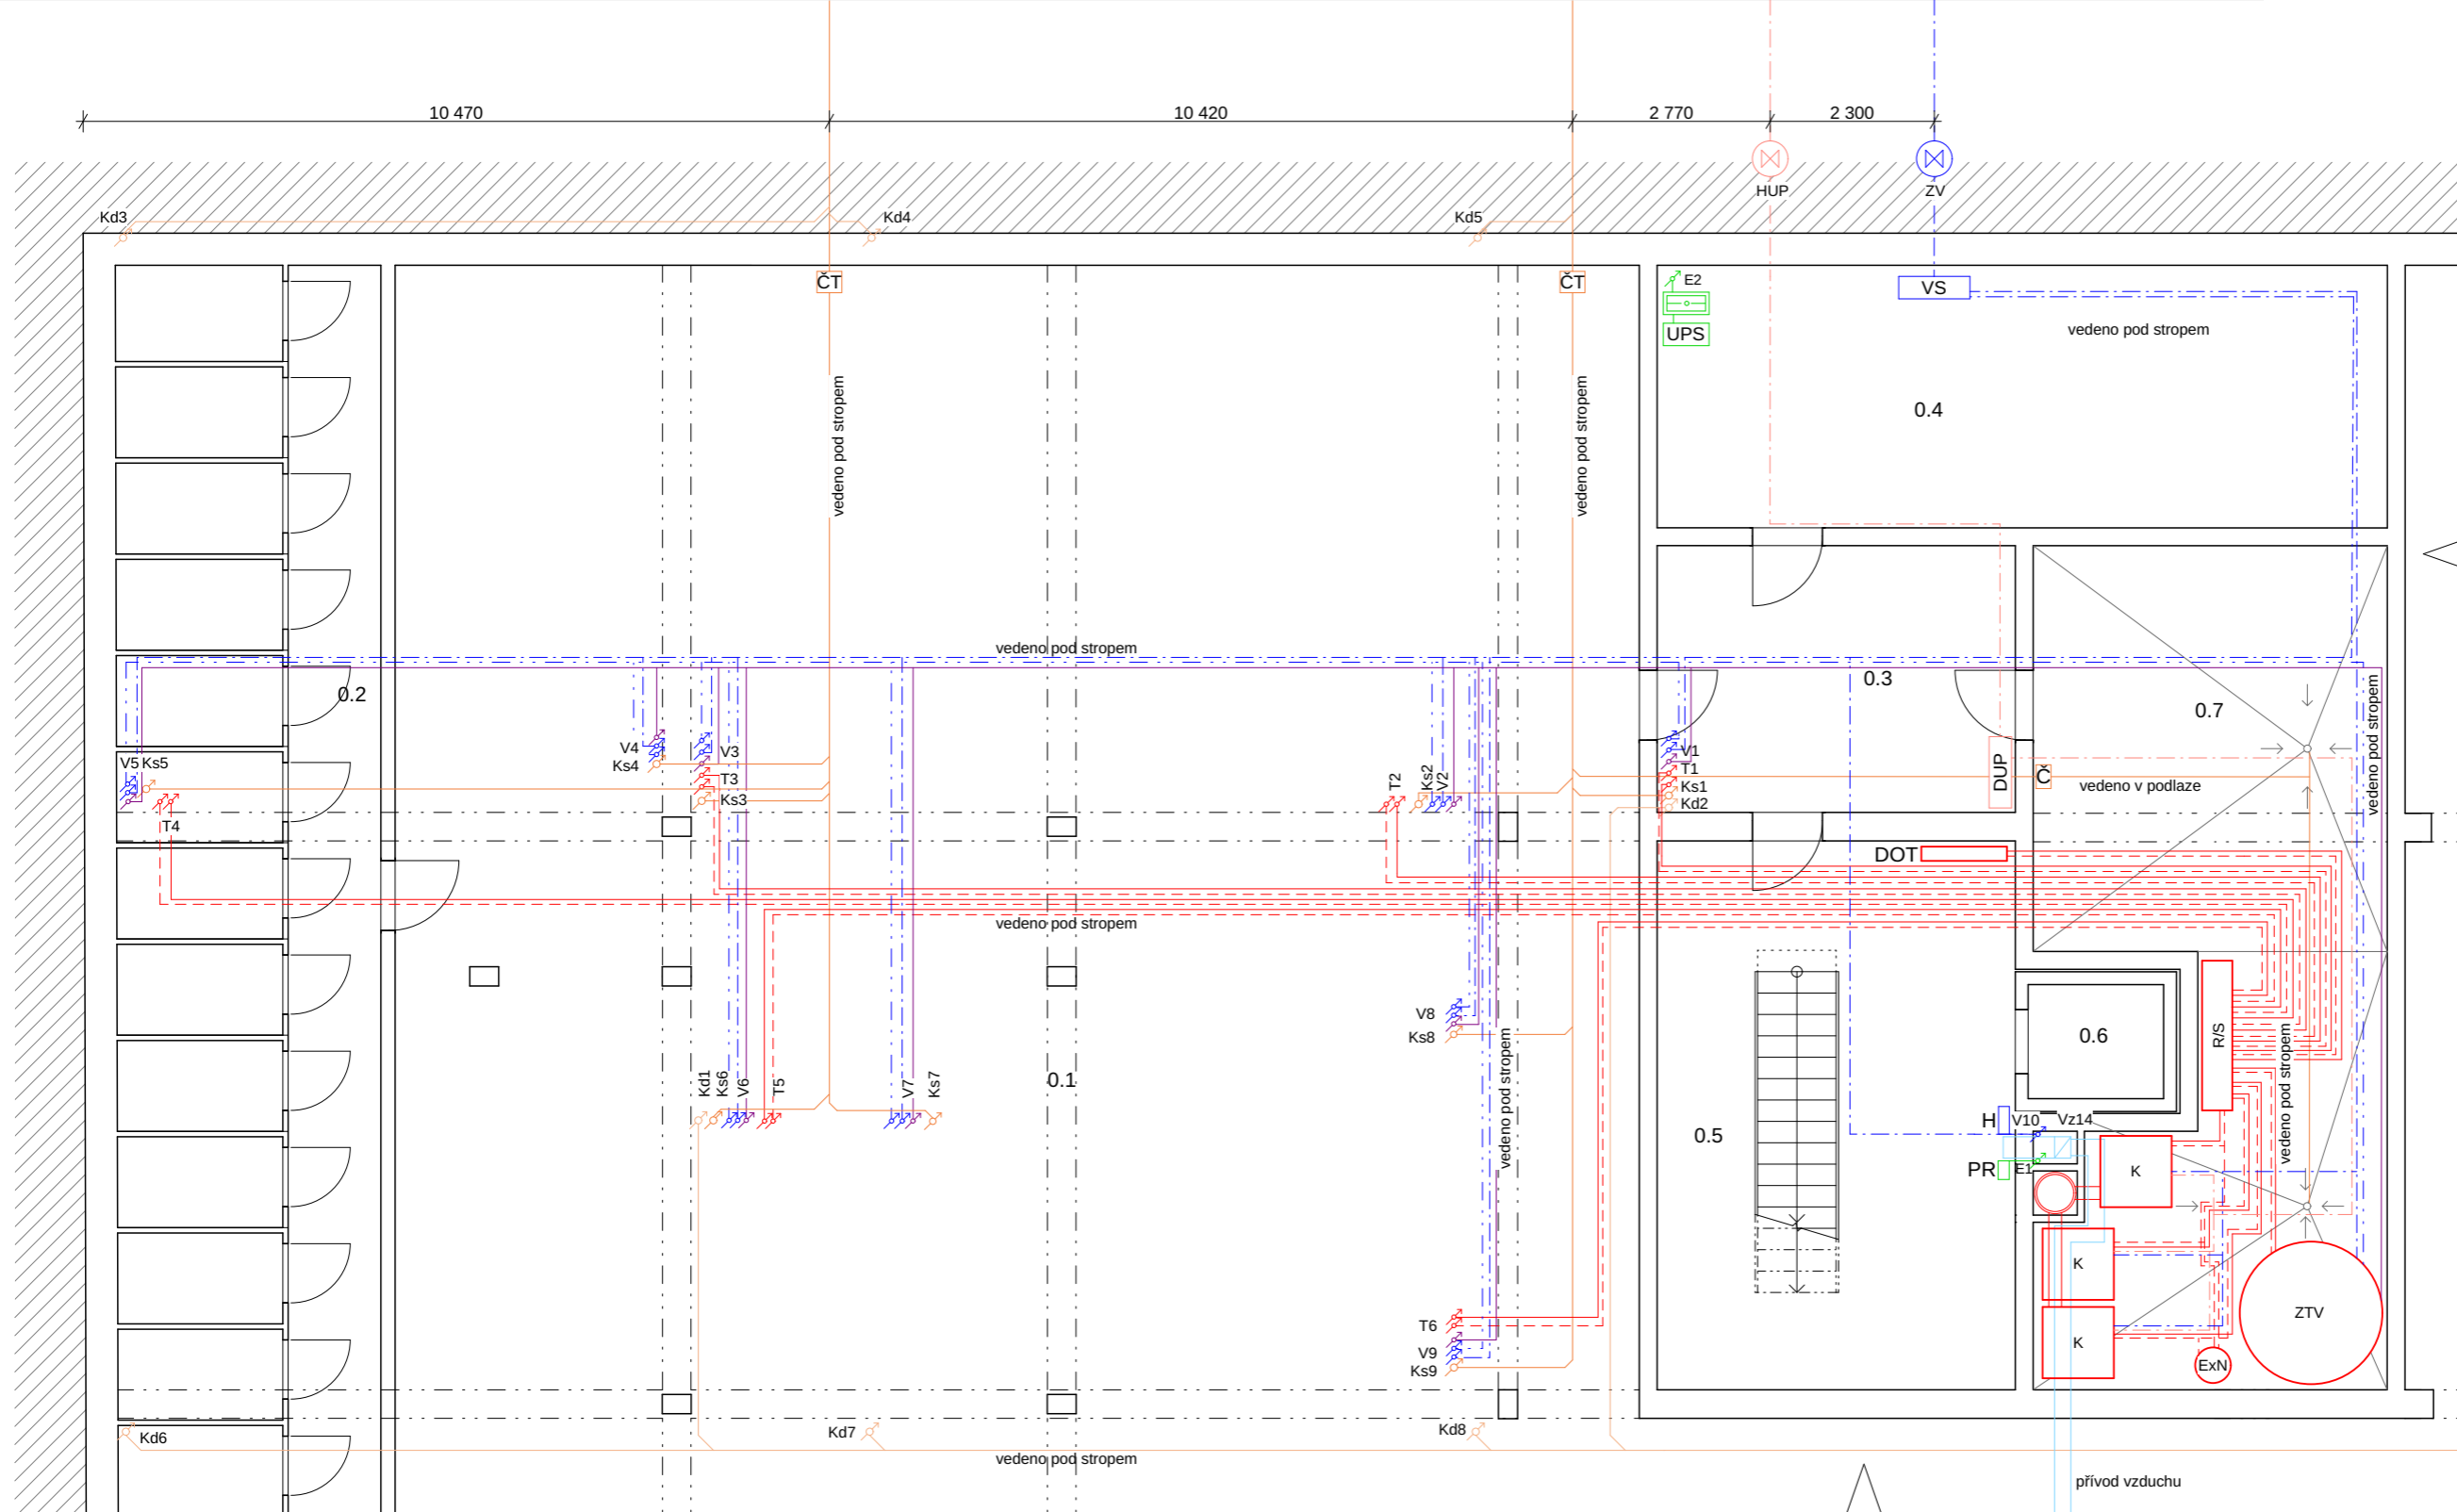 10 470
10 420
2 770
2 300
HUP
ZV
Kd3
Kd4
Kd5
ČT
ČT
E2
UPS
VS
vedeno pod stropem
vedeno pod stropem
vedeno pod stropem
0.4
vedeno pod stropem
0.2
0.3
0.7
vedeno pod stropem
V4
Ks4
V3
T3
Ks3
V5
Ks5
T4
T2
Ks2
V2
V1
T1
Ks1
Kd2
DUP
Č
vedeno v podlaze
DOT
vedeno pod stropem
V8
Ks8
R/S
0.6
vedeno pod stropem
vedeno pod stropem
Kd1
Ks6
V6
T5
V7
Ks7
0.1
0.5
H
V10
Vz14
PR
E1
K
K
K
ZTV
ExN
T6
V9
Ks9
Kd6
Kd7
Kd8
vedeno pod stropem
přívod vzduchu